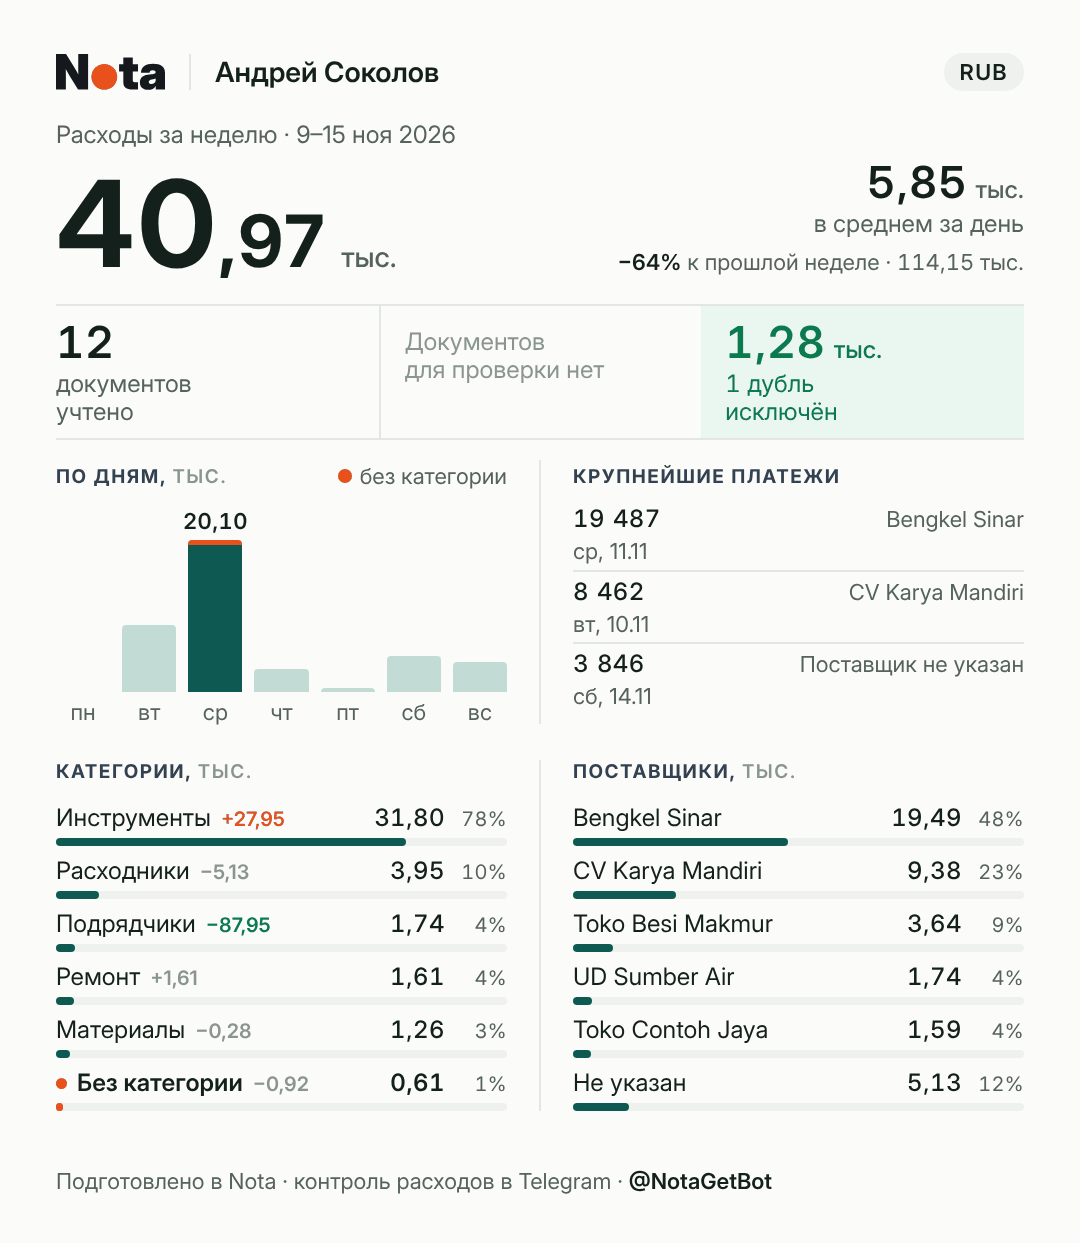 Nota
Андрей Соколов
RUB
Расходы за неделю · 9–15 ноя 2026
40,97 тыс.
5,85 тыс.
в среднем за день
−64% к прошлой неделе · 114,15 тыс.
12
документов
учтено
Документов
для проверки нет
1,28 тыс.
1 дубль
исключён
ПО ДНЯМ, ТЫС.
без категории
20,10
пн вт ср чт пт сб вс
КРУПНЕЙШИЕ ПЛАТЕЖИ
19 487 Bengkel Sinar
ср, 11.11
8 462 CV Karya Mandiri
вт, 10.11
3 846 Поставщик не указан
сб, 14.11
КАТЕГОРИИ, ТЫС.
Инструменты +27,95 31,80 78%
Расходники −5,13 3,95 10%
Подрядчики −87,95 1,74 4%
Ремонт +1,61 1,61 4%
Материалы −0,28 1,26 3%
Без категории −0,92 0,61 1%
ПОСТАВЩИКИ, ТЫС.
Bengkel Sinar 19,49 48%
CV Karya Mandiri 9,38 23%
Toko Besi Makmur 3,64 9%
UD Sumber Air 1,74 4%
Toko Contoh Jaya 1,59 4%
Не указан 5,13 12%
Подготовлено в Nota · контроль расходов в Telegram · @NotaGetBot